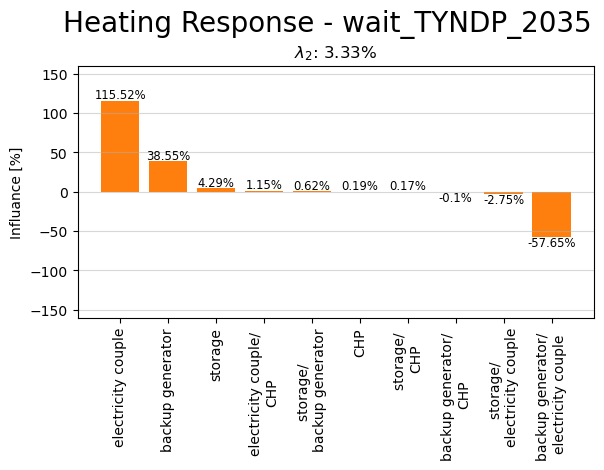 Heating Response - wait_TYNDP_2035
λ₂: 3.33%
Influance [%]
150
100
50
0
−50
−100
−150
115.52%
38.55%
4.29%
1.15%
0.62%
0.19%
0.17%
-0.1%
-2.75%
-57.65%
electricity couple
backup generator
storage
electricity couple/
CHP
storage/
backup generator
CHP
storage/
CHP
backup generator/
CHP
storage/
electricity couple
backup generator/
electricity couple